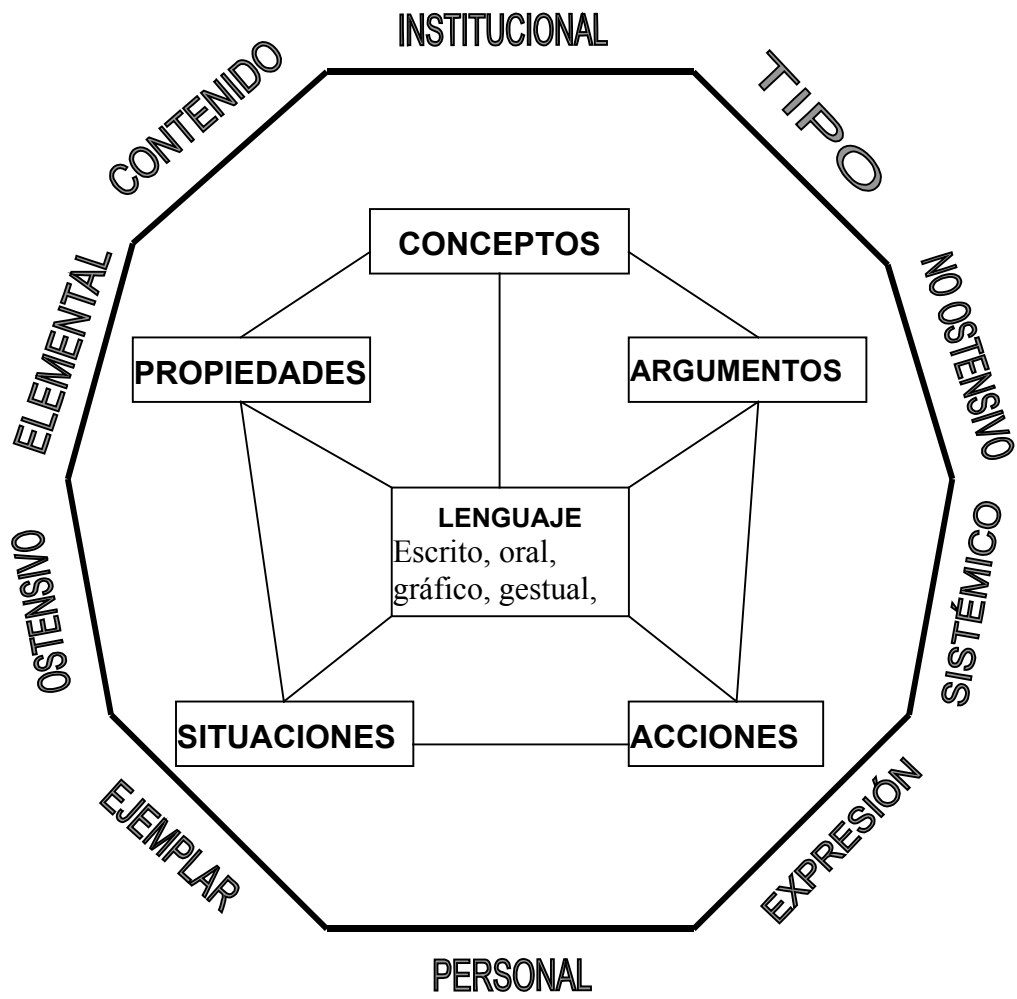 INSTITUCIONAL
CONTENIDO
TIPO
CONCEPTOS
ELEMENTAL
NO OSTENSIVO
PROPIEDADES
ARGUMENTOS
LENGUAJE
Escrito, oral,
gráfico, gestual,
OSTENSIVO
SISTÉMICO
SITUACIONES
ACCIONES
EJEMPLAR
EXPRESIÓN
PERSONAL